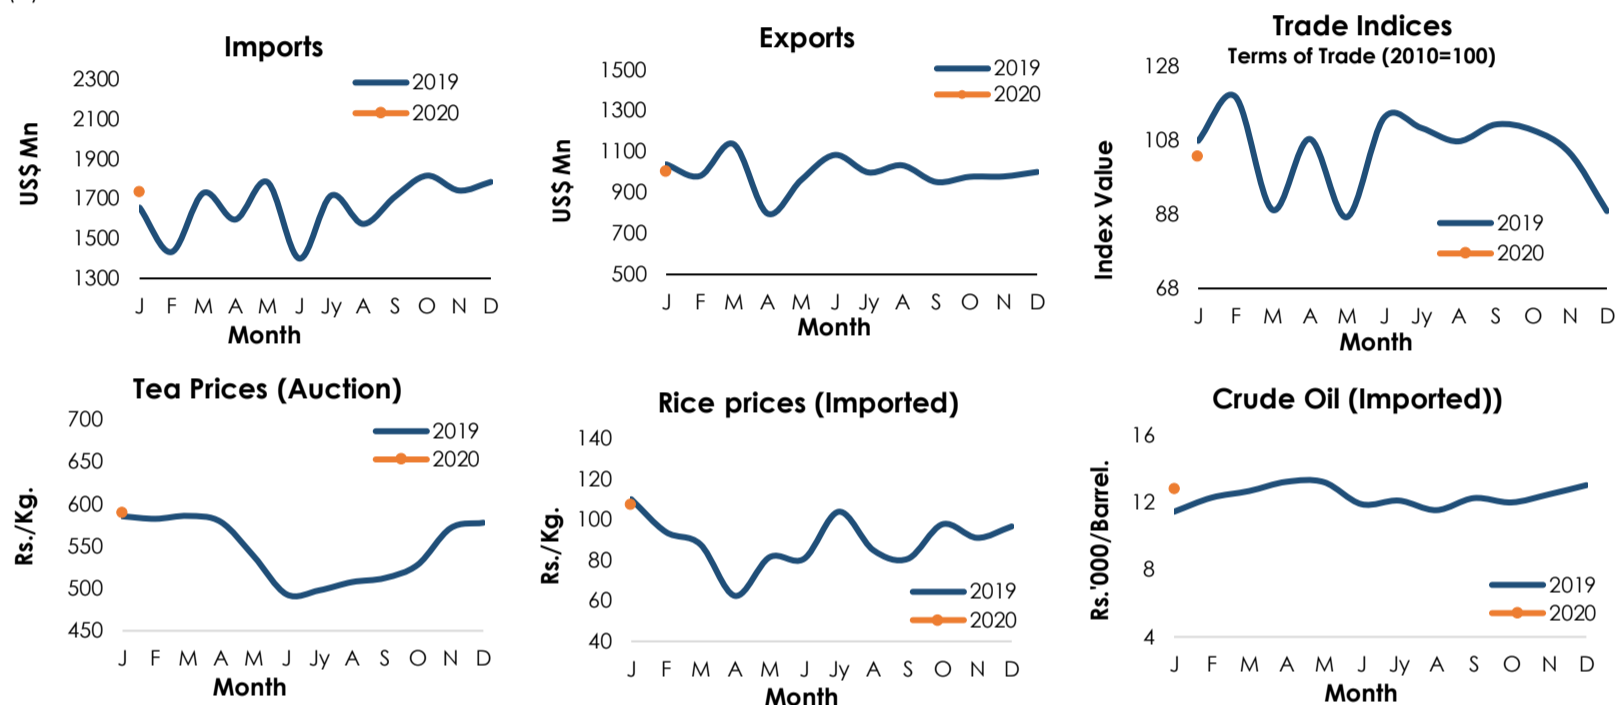 Imports
2300
2100
1900
1700
1500
1300
US$ Mn
2019
2020
J F M A M J Jy A S O N D
Month
Exports
1500
1300
1100
900
700
500
US$ Mn
2019
2020
J F M A M J Jy A S O N D
Month
Trade Indices
Terms of Trade (2010=100)
128
108
88
68
Index Value
2019
2020
J F M A M J Jy A S O N D
Month
Tea Prices (Auction)
700
650
600
550
500
450
Rs./Kg.
2019
2020
J F M A M J Jy A S O N D
Month
Rice prices (Imported)
140
120
100
80
60
40
Rs./Kg.
2019
2020
J F M A M J Jy A S O N D
Month
Crude Oil (Imported))
16
12
8
4
Rs.'000/Barrel.
2019
2020
J F M A M J Jy A S O N D
Month